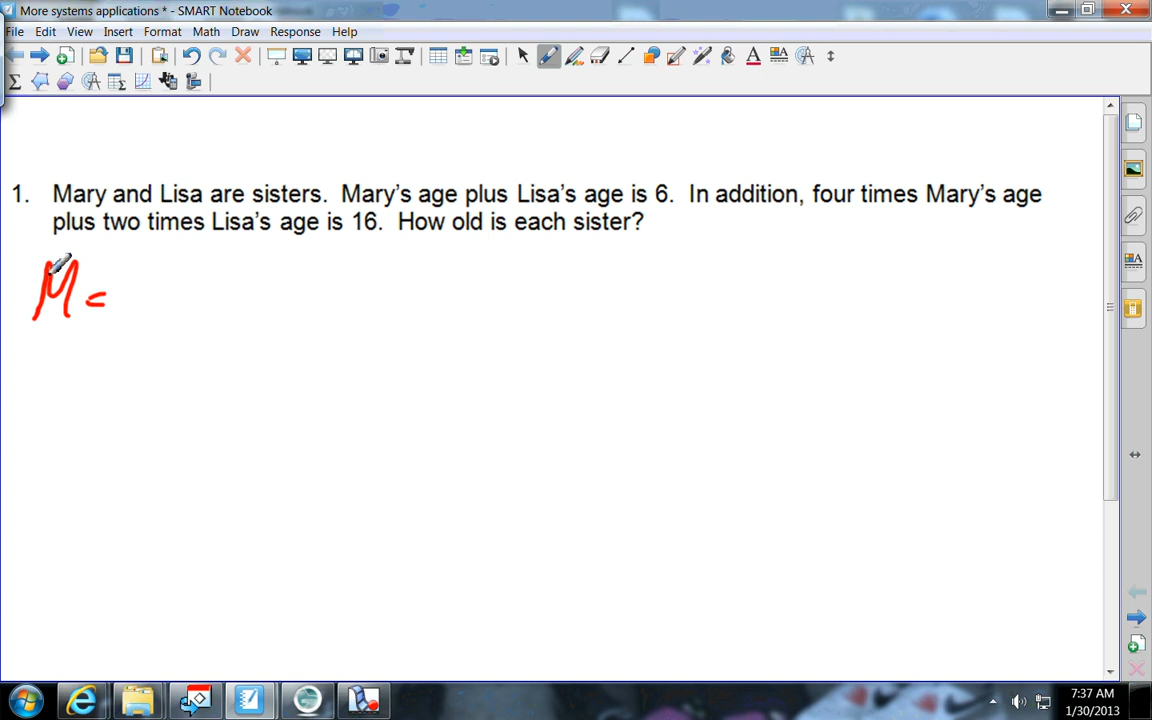 More systems applications * - SMART Notebook
File Edit View Insert Format Math Draw Response Help
1. Mary and Lisa are sisters. Mary's age plus Lisa's age is 6. In addition, four times Mary's age
plus two times Lisa's age is 16. How old is each sister?
M =
7:37 AM
1/30/2013